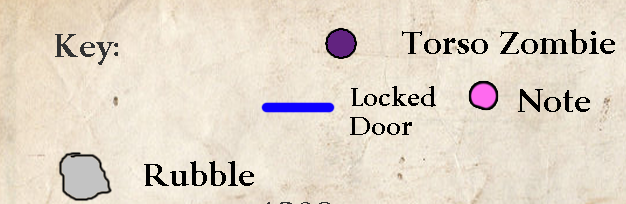 Key:
Torso Zombie
Locked
Door
Note
Rubble